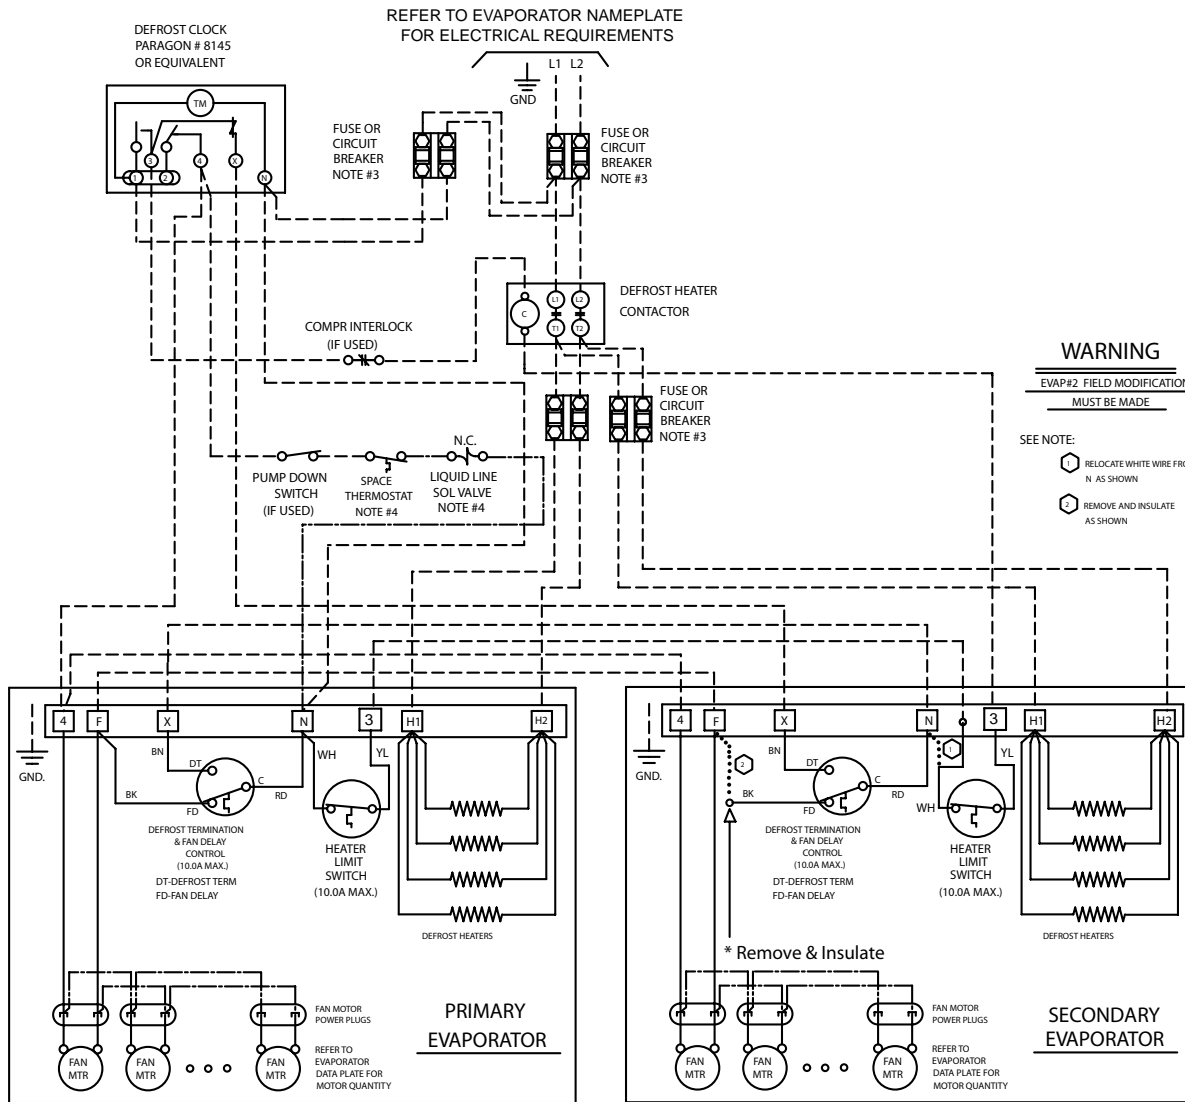 REFER TO EVAPORATOR NAMEPLATE
FOR ELECTRICAL REQUIREMENTS
DEFROST CLOCK
PARAGON # 8145
OR EQUIVALENT
L1 L2
GND
TM
3
4
X
1
2
N
FUSE OR
CIRCUIT
BREAKER
NOTE #3
FUSE OR
CIRCUIT
BREAKER
NOTE #3
C
L1
L2
T1
T2
DEFROST HEATER
CONTACTOR
COMPR INTERLOCK
(IF USED)
FUSE OR
CIRCUIT
BREAKER
NOTE #3
WARNING
EVAP#2 FIELD MODIFICATION
MUST BE MADE
SEE NOTE:
1 RELOCATE WHITE WIRE FRO
N AS SHOWN
2 REMOVE AND INSULATE
AS SHOWN
PUMP DOWN
SWITCH
(IF USED)
SPACE
THERMOSTAT
NOTE #4
N.C.
LIQUID LINE
SOL VALVE
NOTE #4
4 F X N 3 H1 H2
GND.
BN
DT
BK
FD
C
RD
WH
YL
DEFROST TERMINATION
& FAN DELAY
CONTROL
(10.0A MAX.)
DT-DEFROST TERM
FD-FAN DELAY
HEATER
LIMIT
SWITCH
(10.0A MAX.)
DEFROST HEATERS
FAN MOTOR
POWER PLUGS
FAN
MTR
FAN
MTR
FAN
MTR
REFER TO
EVAPORATOR
DATA PLATE FOR
MOTOR QUANTITY
PRIMARY
EVAPORATOR
4 F X N 3 H1 H2
GND.
2
1
BN
DT
BK
FD
C
RD
WH
YL
DEFROST TERMINATION
& FAN DELAY
CONTROL
(10.0A MAX.)
DT-DEFROST TERM
FD-FAN DELAY
HEATER
LIMIT
SWITCH
(10.0A MAX.)
DEFROST HEATERS
* Remove & Insulate
FAN MOTOR
POWER PLUGS
FAN
MTR
FAN
MTR
FAN
MTR
REFER TO
EVAPORATOR
DATA PLATE FOR
MOTOR QUANTITY
SECONDARY
EVAPORATOR